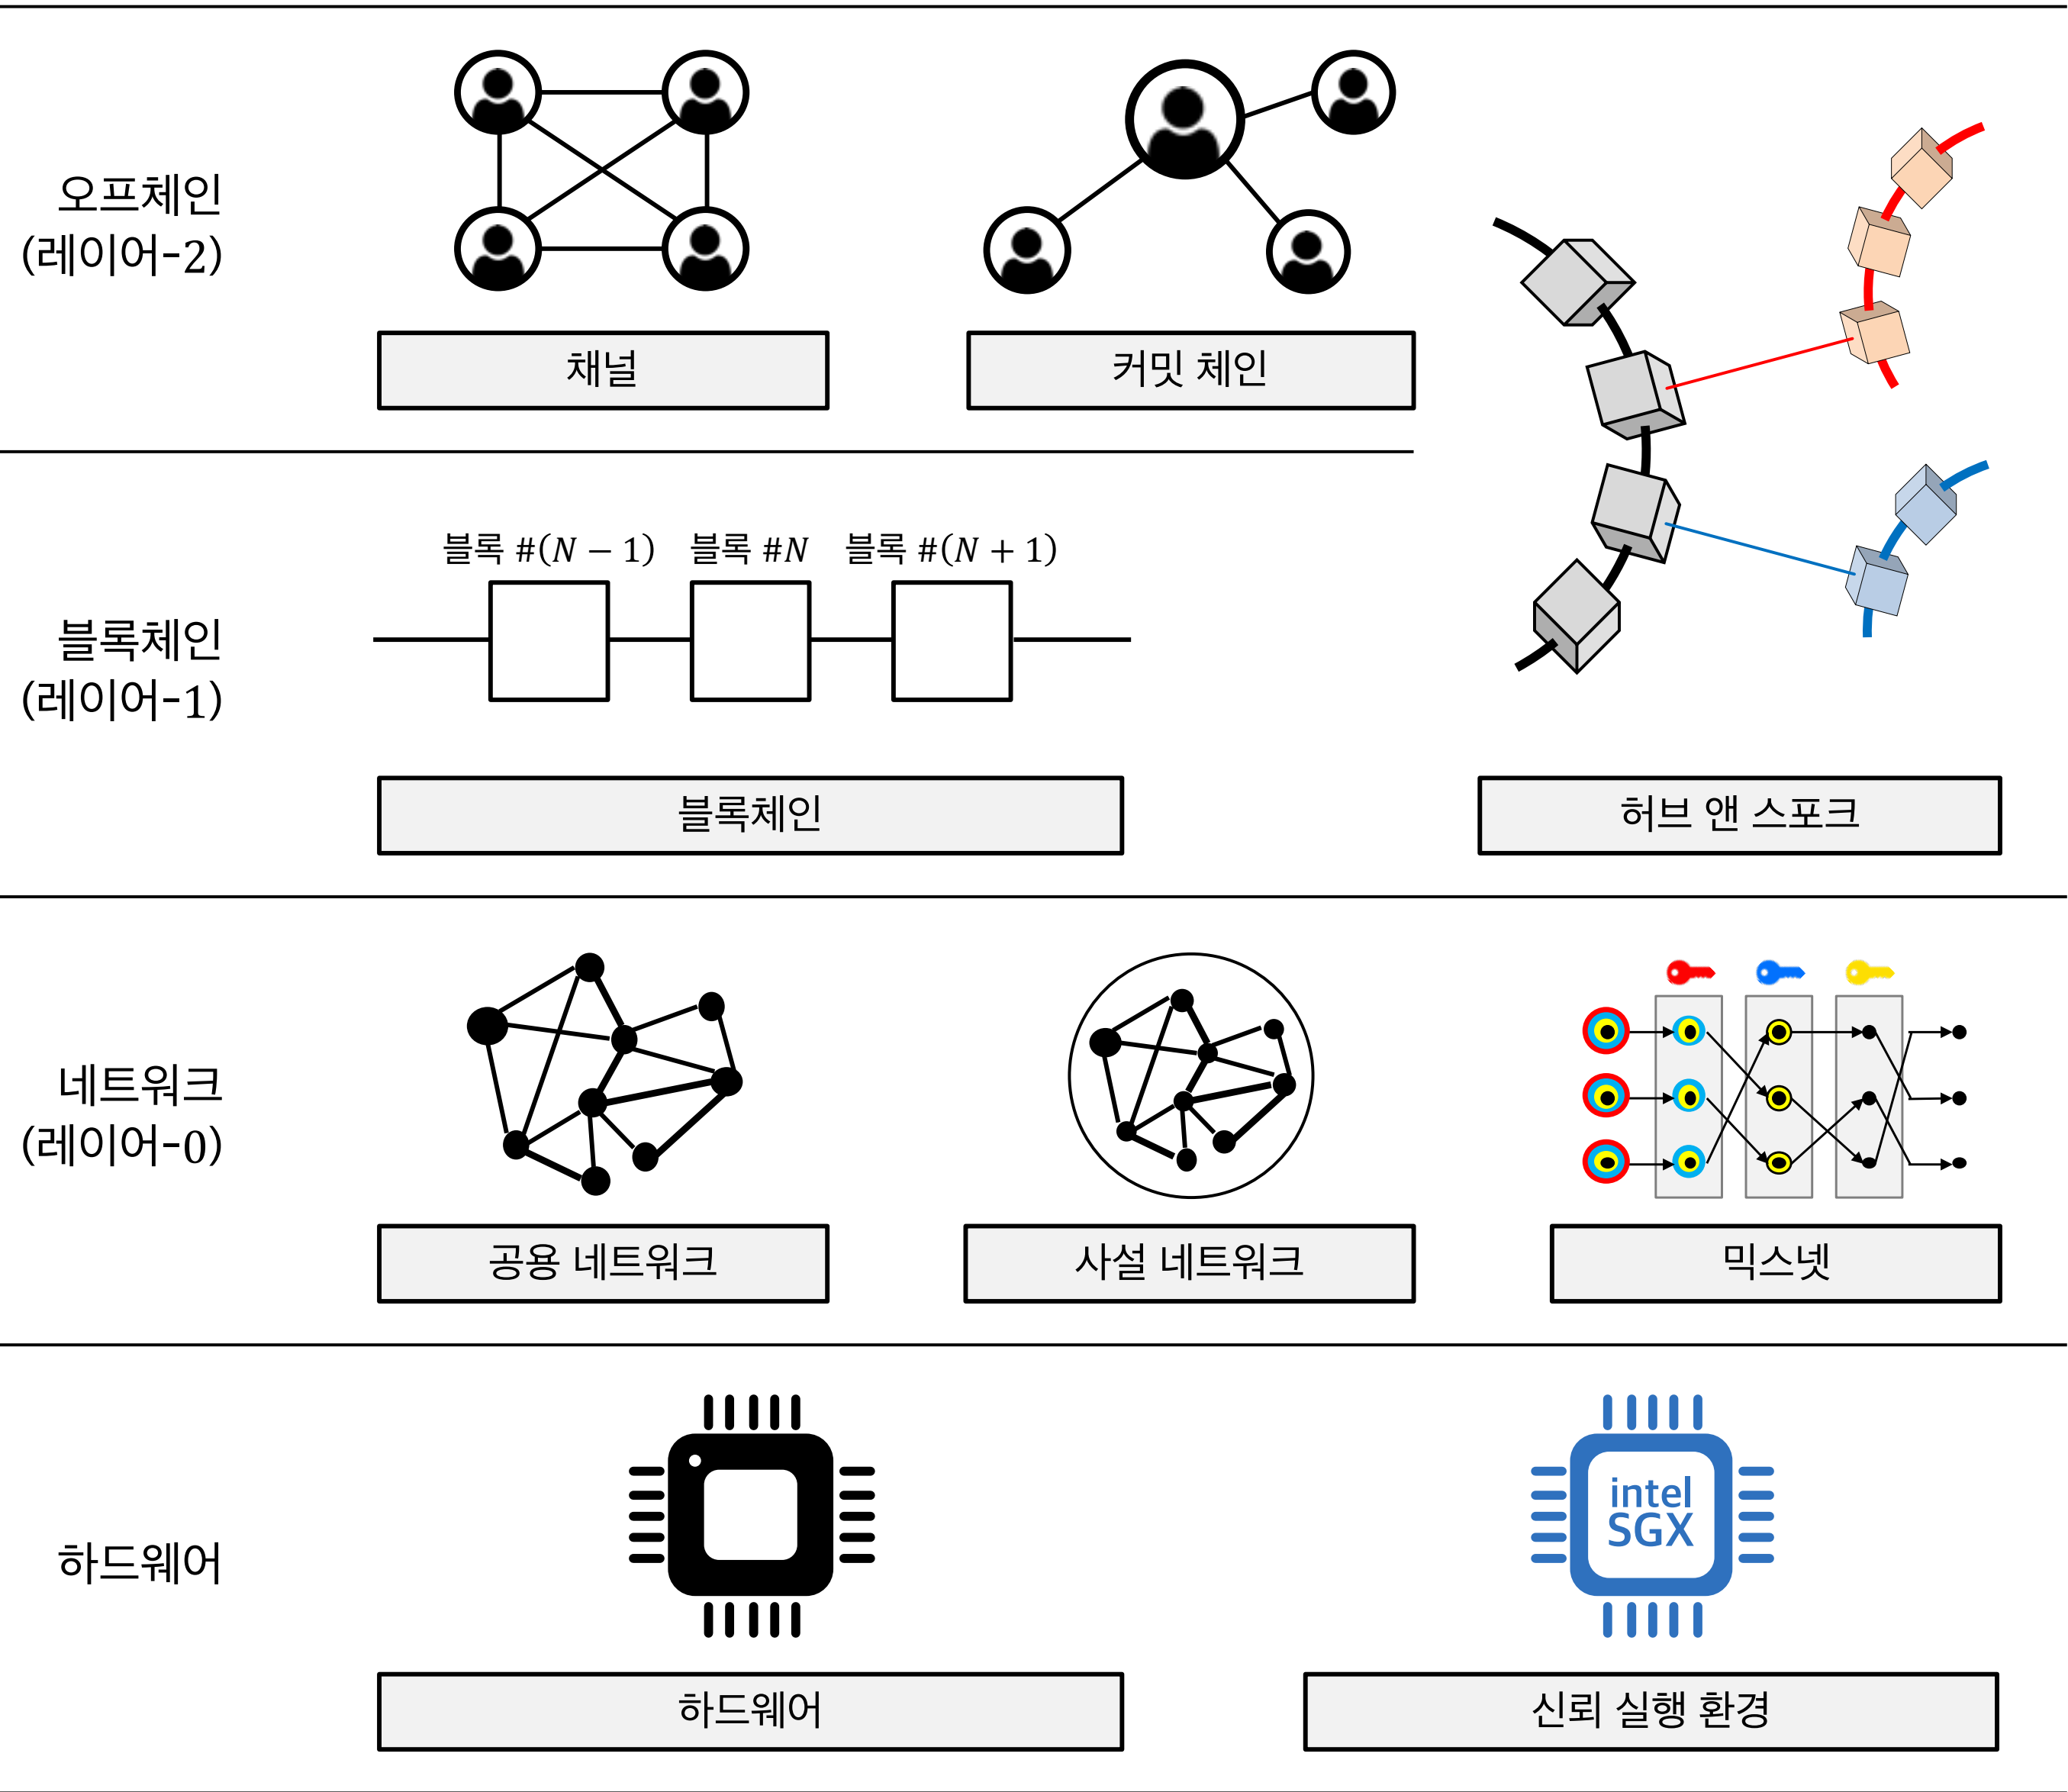 오프체인
(레이어-2)
채널
커밋 체인
블록체인
(레이어-1)
블록 #(N − 1)
블록 #N
블록 #(N + 1)
블록체인
허브 앤 스포크
네트워크
(레이어-0)
공용 네트워크
사설 네트워크
믹스넷
하드웨어
intel
SGX
하드웨어
신뢰 실행 환경